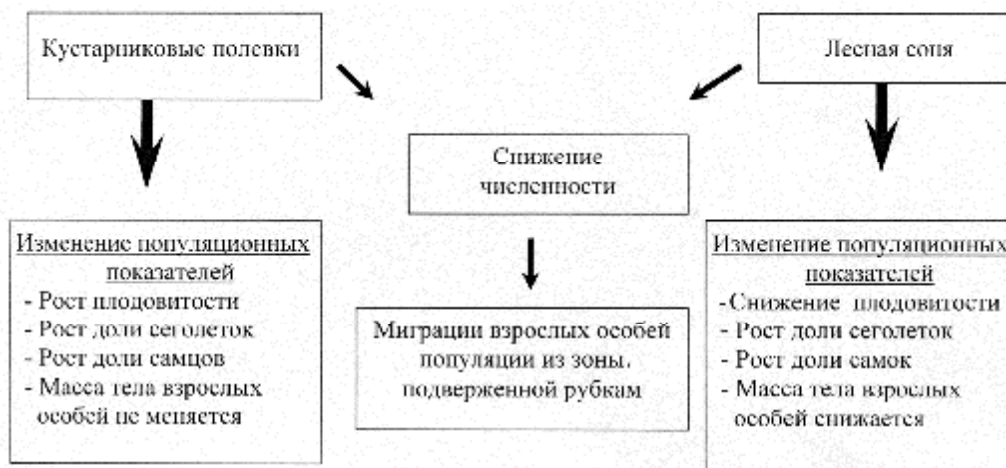 Кустарниковые полевки
Лесная соня
Снижение
численности
Изменение популяционных
показателей
- Рост плодовитости
- Рост доли сеголеток
- Рост доли самцов
- Масса тела взрослых
особей не меняется
Миграции взрослых особей
популяции из зоны,
подверженной рубкам
Изменение популяционных
показателей
-Снижение плодовитости
- Рост доли сеголеток
- Рост доли самок
- Масса тела взрослых
особей снижается